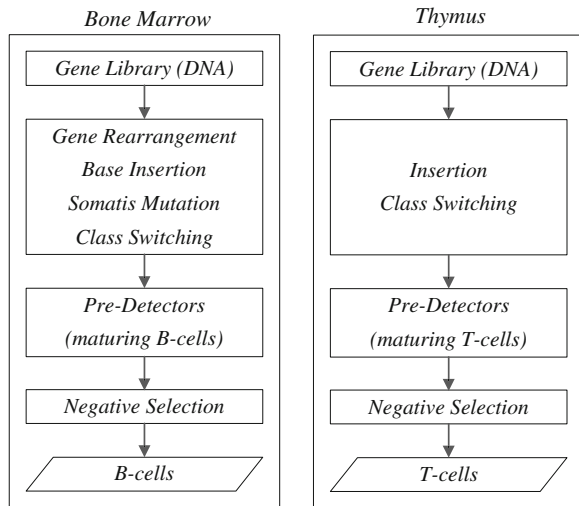 Bone Marrow
Gene Library (DNA)
Gene Rearrangement
Base Insertion
Somatis Mutation
Class Switching
Pre-Detectors
(maturing B-cells)
Negative Selection
B-cells
Thymus
Gene Library (DNA)
Insertion
Class Switching
Pre-Detectors
(maturing T-cells)
Negative Selection
T-cells